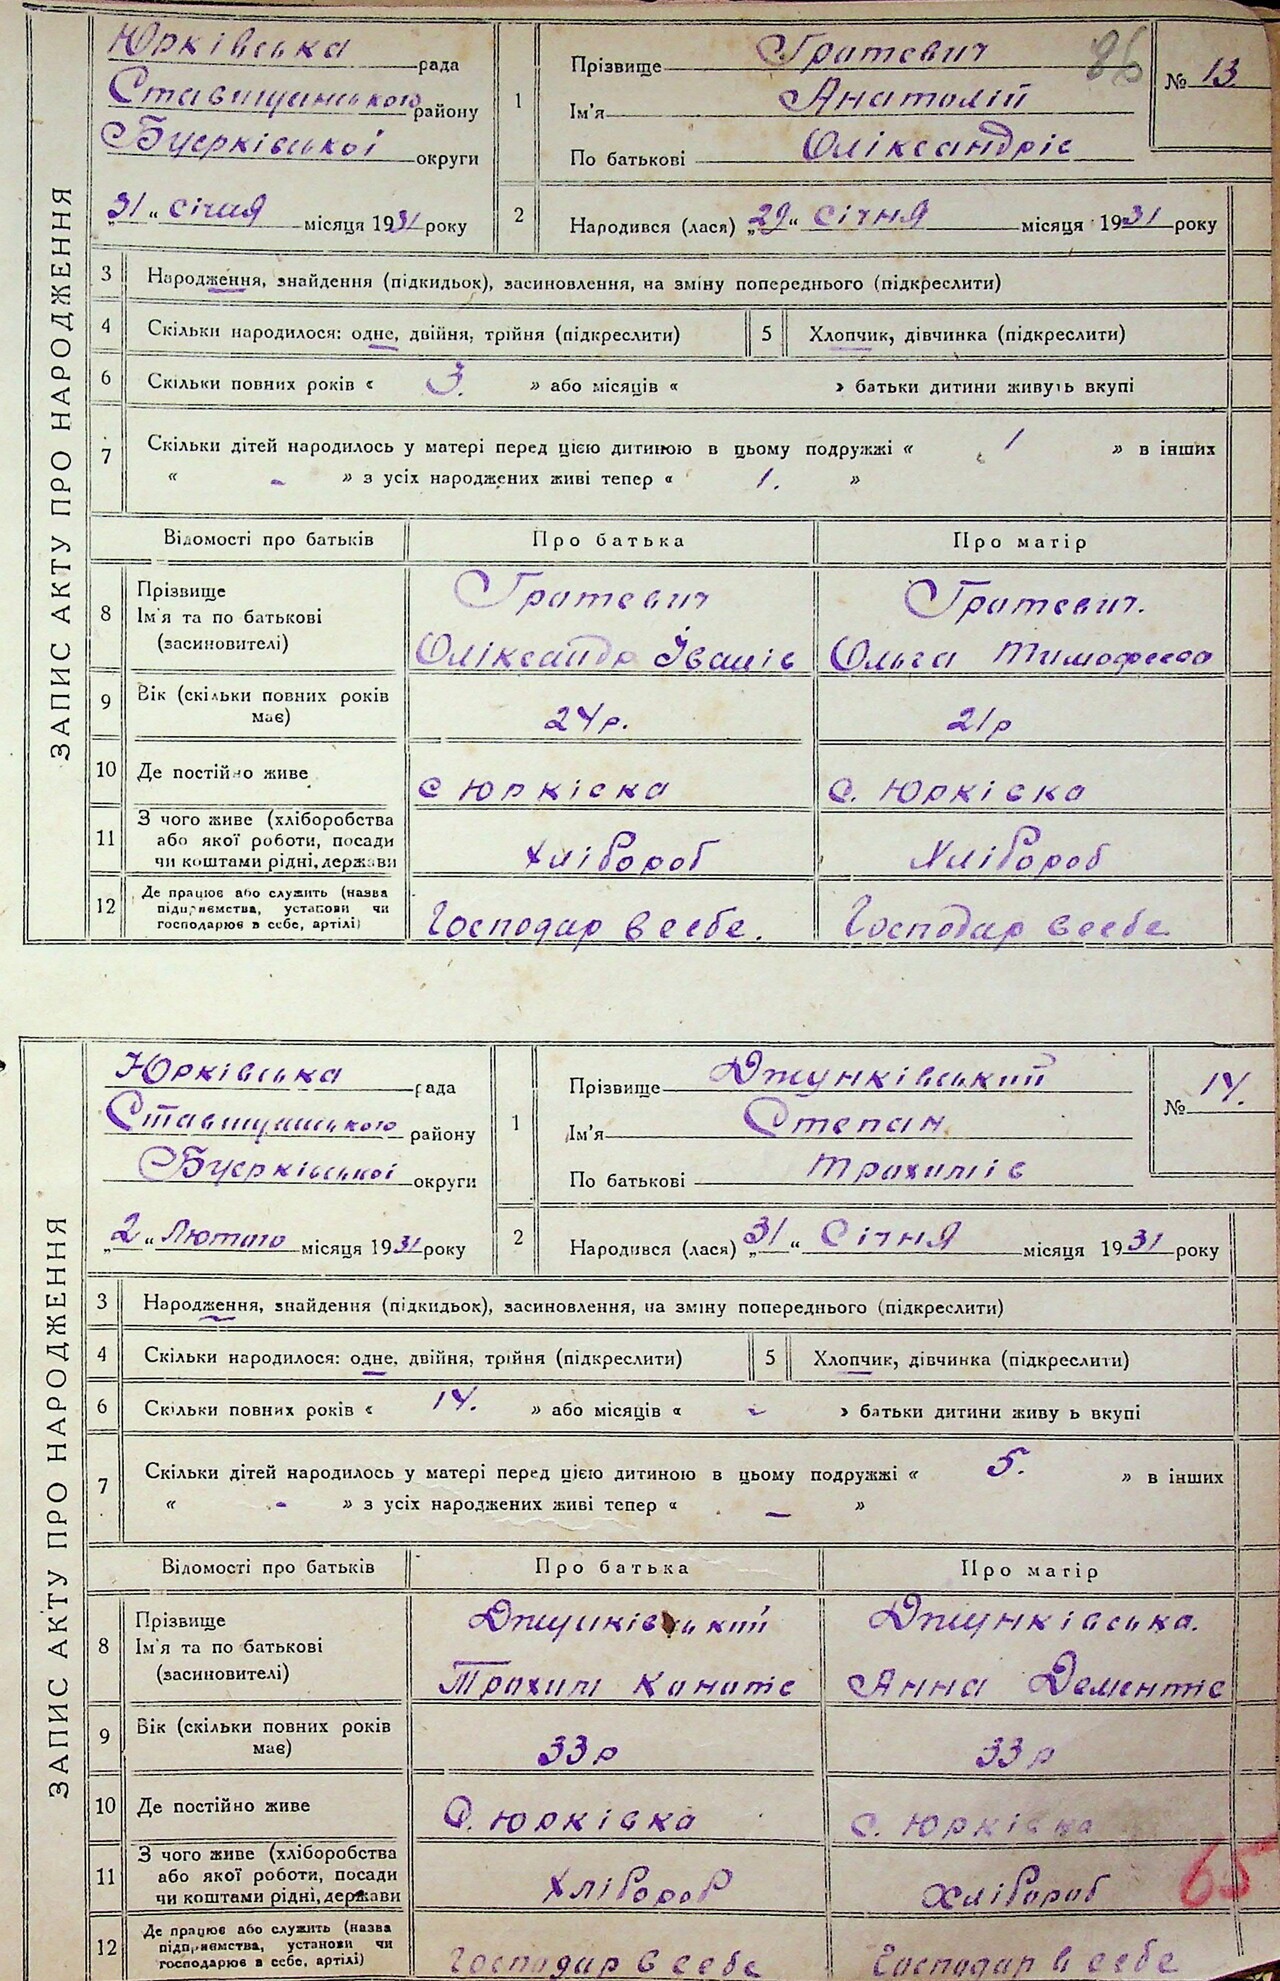 ЗАПИС АКТУ ПРО НАРОДЖЕННЯ
Юрківська рада
Ставищанського району
Буцрківської округи
„31“ січня місяця 1931 року
1 Прізвище Гратевич
Ім'я Анатолій
По батькові Оліксандрів
86
№ 13
2 Народився (лася) „29“ січня місяця 1931 року
3 Народження, знайдення (підкидьок), засиновлення, на зміну попереднього (підкреслити)
4 Скільки народилося: одне, двійня, трійня (підкреслити) 5 Хлопчик, дівчинка (підкреслити)
6 Скільки повних років « 3. » або місяців « » батьки дитини живуть вкупі
7 Скільки дітей народилось у матері перед цією дитиною в цьому подружжі « 1 » в інших
« - » з усіх народжених живі тепер « 1. »
Відомості про батьків Про батька Про матір
8 Прізвище Гратевич Гратевич.
Ім'я та по батькові
(засиновителі) Оліксандр Іванів Ольга Тимофеева
9 Вік (скільки повних років має) 24р. 21р
10 Де постійно живе с Юрківка с. Юрківка
11 З чого живе (хліборобства
або якої роботи, посади
чи коштами рідні, держави Хлібороб Хлібороб
12 Де працює або служить (назва
підприємства, установи чи
господарює в себе, артілі) Господар в себе. Господар в себе
ЗАПИС АКТУ ПРО НАРОДЖЕННЯ
Юрківська рада
Ставищанського району
Буцрківської округи
„2“ Лютого місяця 1931 року
1 Прізвище Джунківський
Ім'я Степан
По батькові Трахимів
№ 14.
2 Народився (лася) „31“ Січня місяця 1931 року
3 Народження, знайдення (підкидьок), засиновлення, на зміну попереднього (підкреслити)
4 Скільки народилося: одне, двійня, трійня (підкреслити) 5 Хлопчик, дівчинка (підкреслити)
6 Скільки повних років « 14. » або місяців « - » батьки дитини живу ь вкупі
7 Скільки дітей народилось у матері перед цією дитиною в цьому подружжі « 5. » в інших
« - » з усіх народжених живі тепер « - »
Відомості про батьків Про батька Про матір
8 Прізвище Джунківський Джунківська.
Ім'я та по батькові
(засиновителі) Трахим Канатів Анна Дементів
9 Вік (скільки повних років має) 33р 33р
10 Де постійно живе с. Юрківка с. Юрківка
11 З чого живе (хліборобства
або якої роботи, посади
чи коштами рідні, держави Хлібороб Хлібороб
65
12 Де працює або служить (назва
підприємства, установи чи
господарює в себе, артілі) Господар в себе Господар в себе